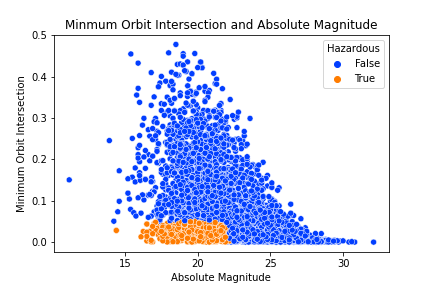 Minmum Orbit Intersection and Absolute Magnitude
Hazardous
False
True
Minimum Orbit Intersection
0.5
0.4
0.3
0.2
0.1
0.0
15
20
25
30
Absolute Magnitude